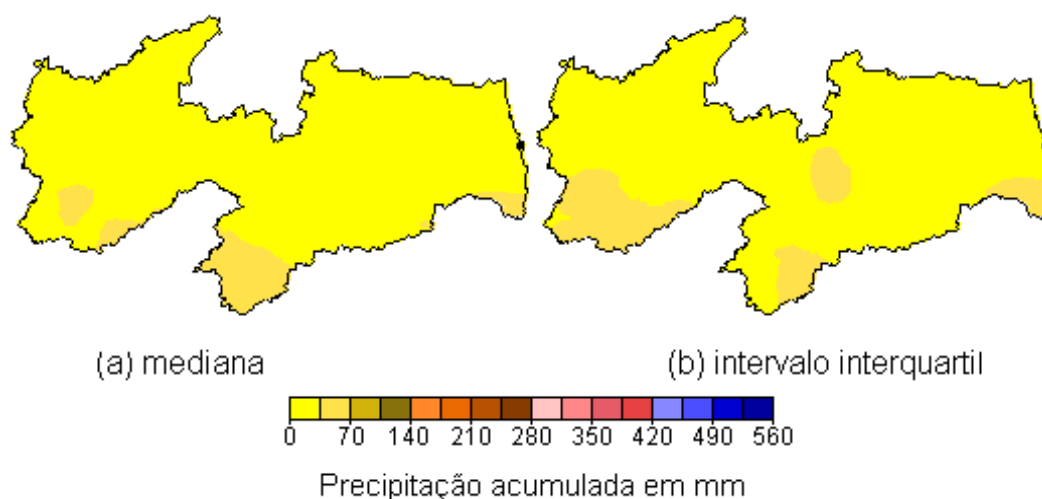 (a) mediana
(b) intervalo interquartil
0 70 140 210 280 350 420 490 560
Precipitação acumulada em mm